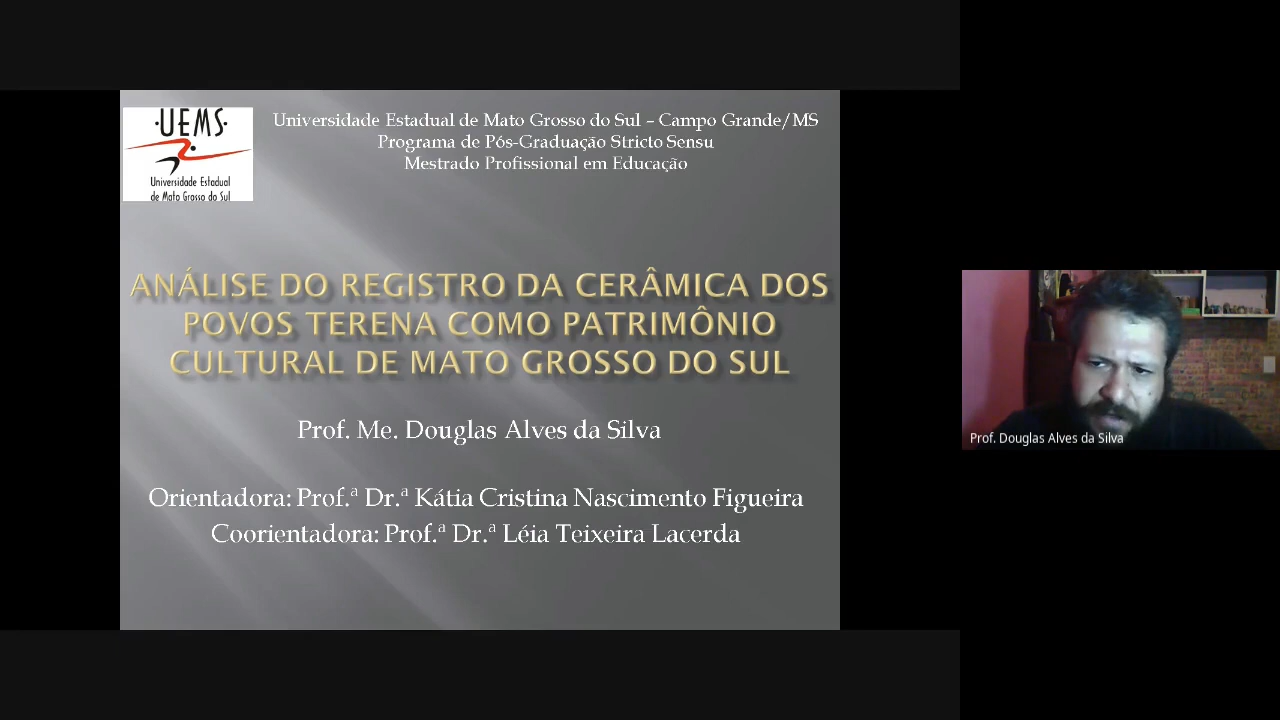 ·UEMS·
Universidade Estadual
de Mato Grosso do Sul
Universidade Estadual de Mato Grosso do Sul – Campo Grande/MS
Programa de Pós-Graduação Stricto Sensu
Mestrado Profissional em Educação
ANÁLISE DO REGISTRO DA CERÂMICA DOS
POVOS TERENA COMO PATRIMÔNIO
CULTURAL DE MATO GROSSO DO SUL
Prof. Me. Douglas Alves da Silva
Orientadora: Prof.ª Dr.ª Kátia Cristina Nascimento Figueira
Coorientadora: Prof.ª Dr.ª Léia Teixeira Lacerda
Prof. Douglas Alves da Silva